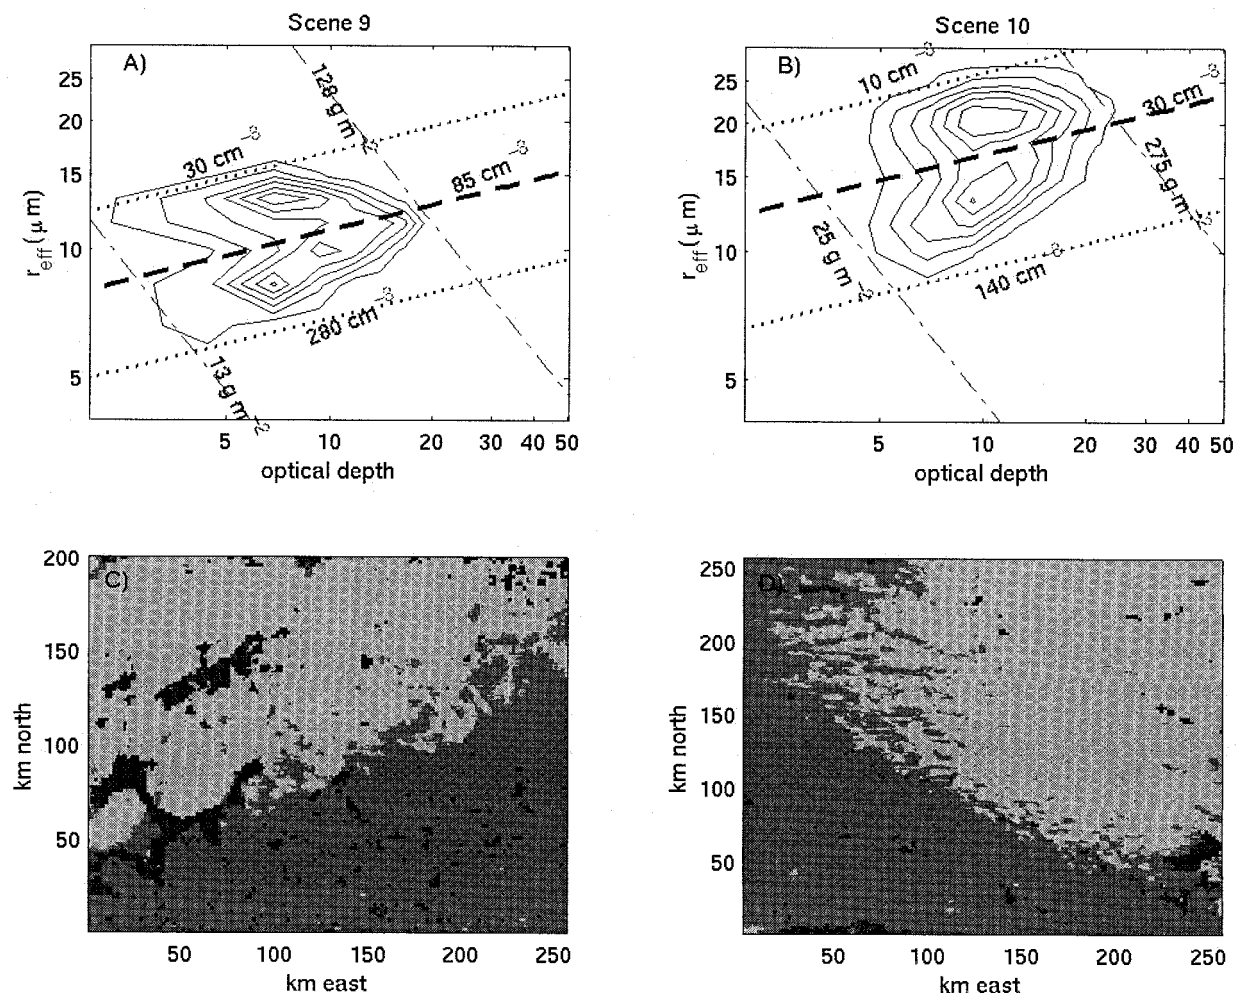 Scene 9
A)
25
20
15
10
5
r_eff (μm)
30 cm⁻³
128 g m⁻²
85 cm⁻³
280 cm⁻³
13 g m⁻²
5 10 20 30 40 50
optical depth
Scene 10
B)
25
20
15
10
5
r_eff (μm)
10 cm⁻³
30 cm⁻³
275 g m⁻²
25 g m⁻²
140 cm⁻³
5 10 20 30 40 50
optical depth
C)
200
150
100
50
km north
50 100 150 200 250
km east
D)
250
200
150
100
50
km north
50 100 150 200 250
km east